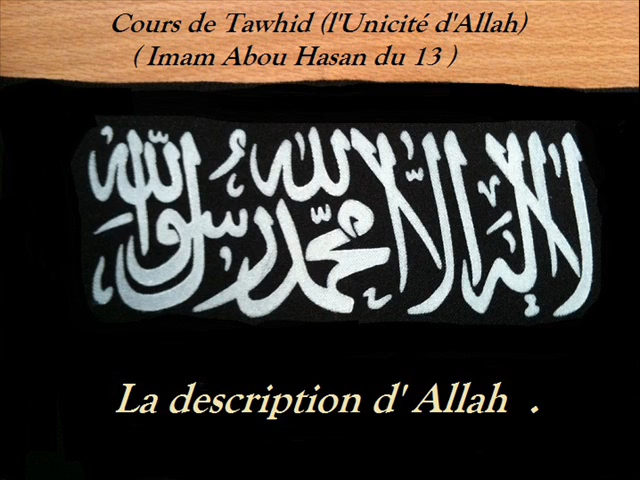 Cours de Tawhid (l'Unicité d'Allah)
( Imam Abou Hasan du 13 )
لا إله إلا الله محمد رسول الله
La description d' Allah .